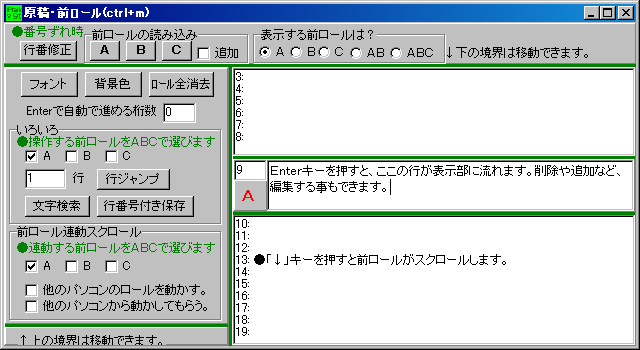 原稿・前ロール(ctrl+m)
●番号ずれ時
行番修正
前ロールの読み込み
A B C 追加
表示する前ロールは？
A B C AB ABC
↓下の境界は移動できます。
フォント 背景色 ロール全消去
Enterで自動で進める桁数 0
いろいろ
●操作する前ロールをABCで選びます
A B C
1 行 行ジャンプ
文字検索 行番号付き保存
前ロール連動スクロール
●連動する前ロールをABCで選びます
A B C
他のパソコンのロールを動かす。
他のパソコンから動かしてもらう。
↑上の境界は移動できます。
3:
4:
5:
6:
7:
8:
9
A
Enterキーを押すと、ここの行が表示部に流れます。削除や追加など、
編集する事もできます。
10:
11:
12:
13: ●「↓」キーを押すと前ロールがスクロールします。
14:
15:
16:
17:
18:
19: